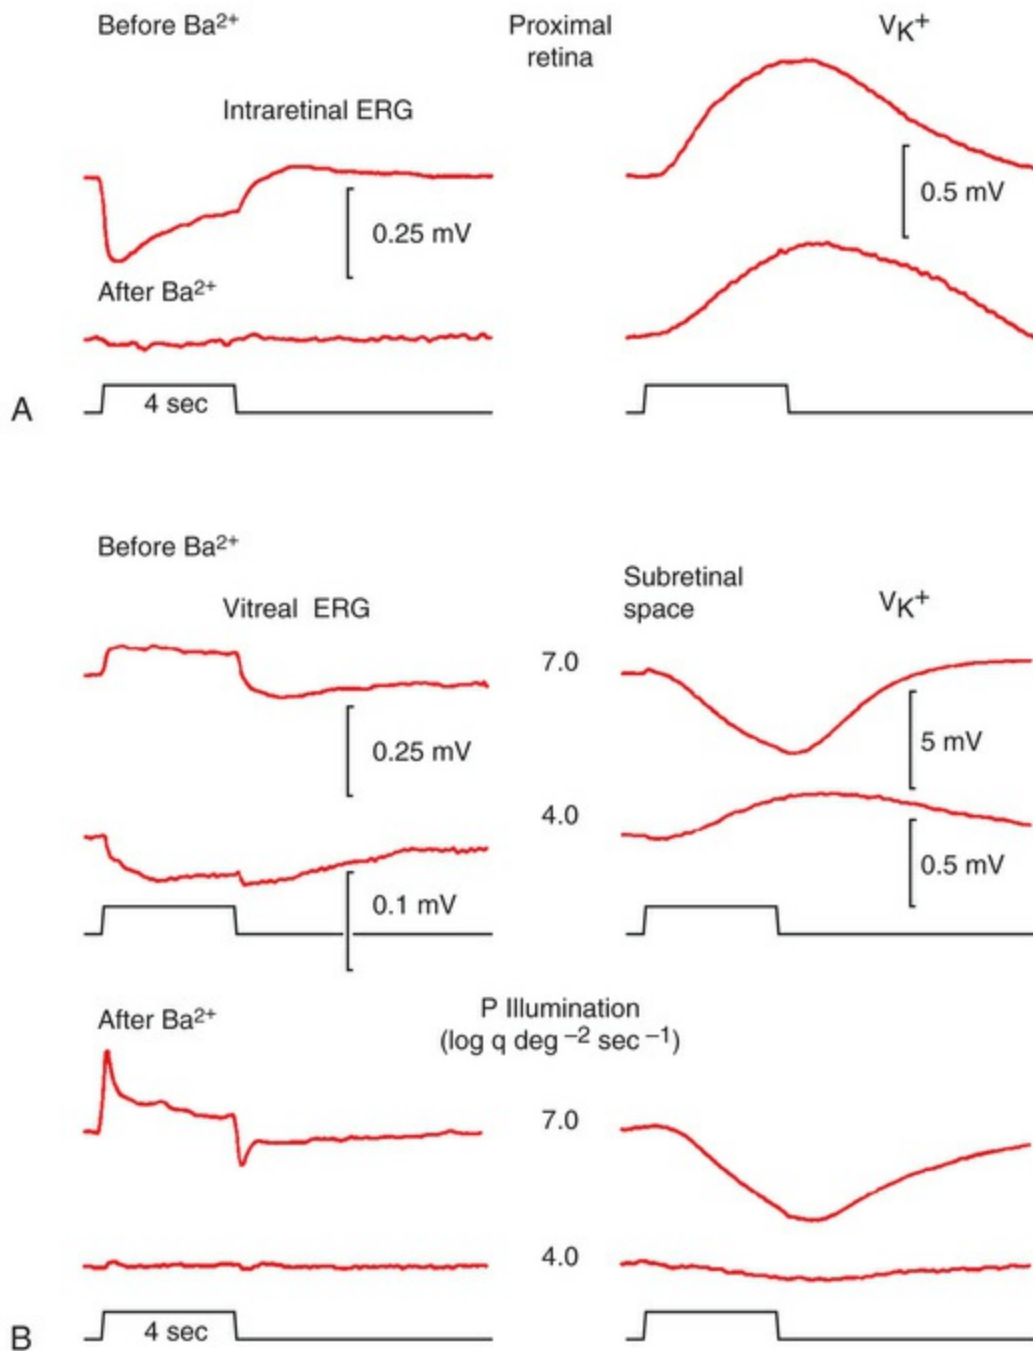 Before Ba²⁺
Proximal
retina
V_K⁺
Intraretinal ERG
0.25 mV
0.5 mV
After Ba²⁺
4 sec
A
Before Ba²⁺
Vitreal ERG
Subretinal
space
V_K⁺
7.0
0.25 mV
5 mV
4.0
0.1 mV
0.5 mV
After Ba²⁺
P Illumination
(log q deg ⁻² sec ⁻¹)
7.0
4.0
4 sec
B